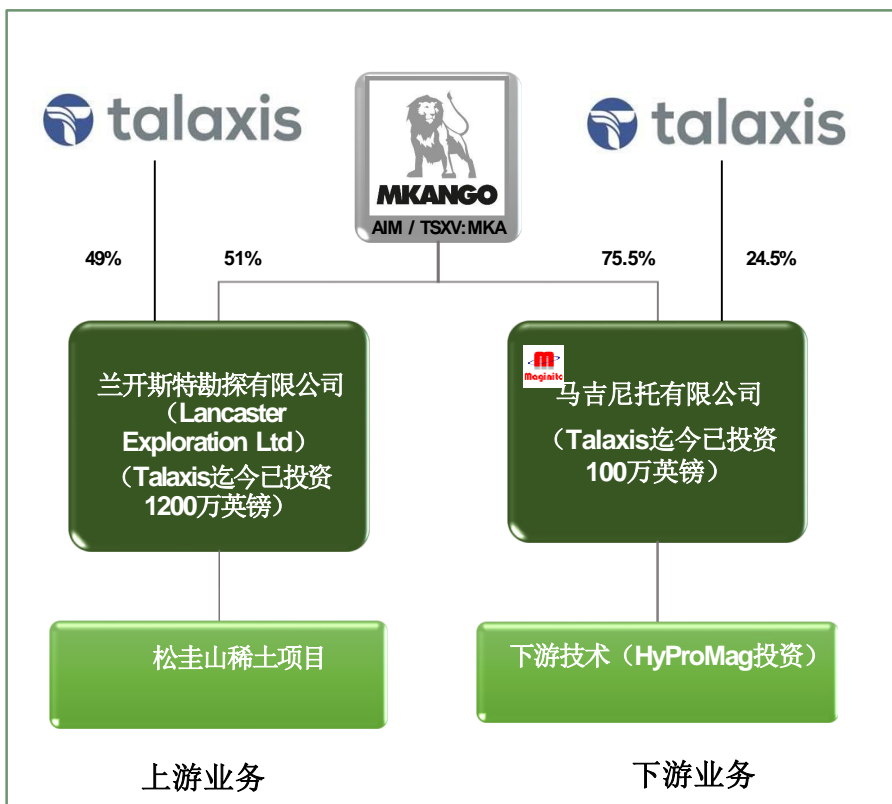 talaxis
talaxis
MKANGO
AIM / TSXV: MKA
49%
51%
75.5%
24.5%
兰开斯特勘探有限公司
（Lancaster
Exploration Ltd）
（Talaxis迄今已投资
1200万英镑）
Maginito
马吉尼托有限公司
（Talaxis迄今已投资
100万英镑）
松圭山稀土项目
下游技术（HyProMag投资）
上游业务
下游业务